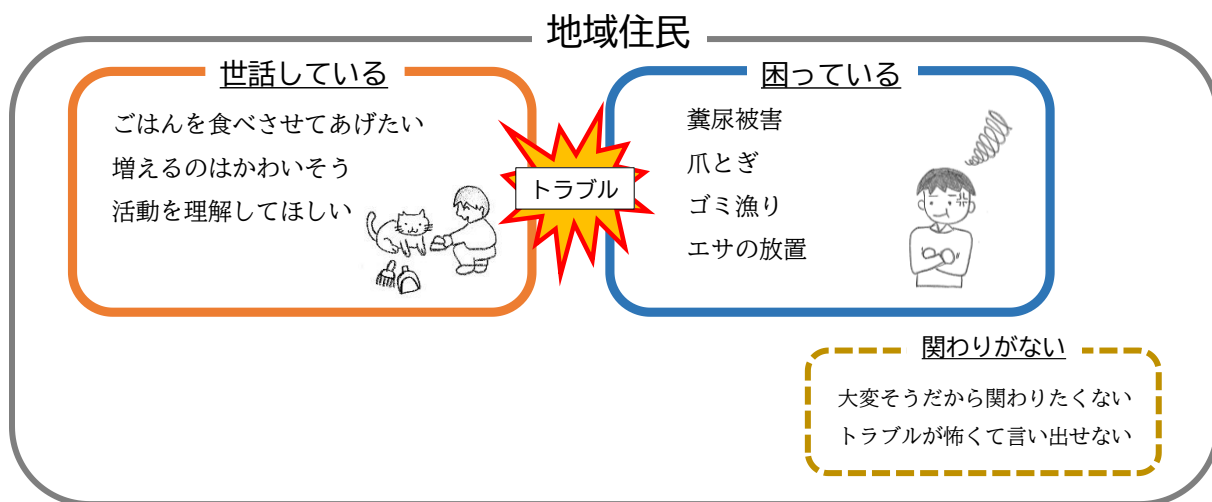 地域住民
世話している
ごはんを食べさせてあげたい
増えるのはかわいそう
活動を理解してほしい
トラブル
困っている
糞尿被害
爪とぎ
ゴミ漁り
エサの放置
関わりがない
大変そうだから関わりたくない
トラブルが怖くて言い出せない